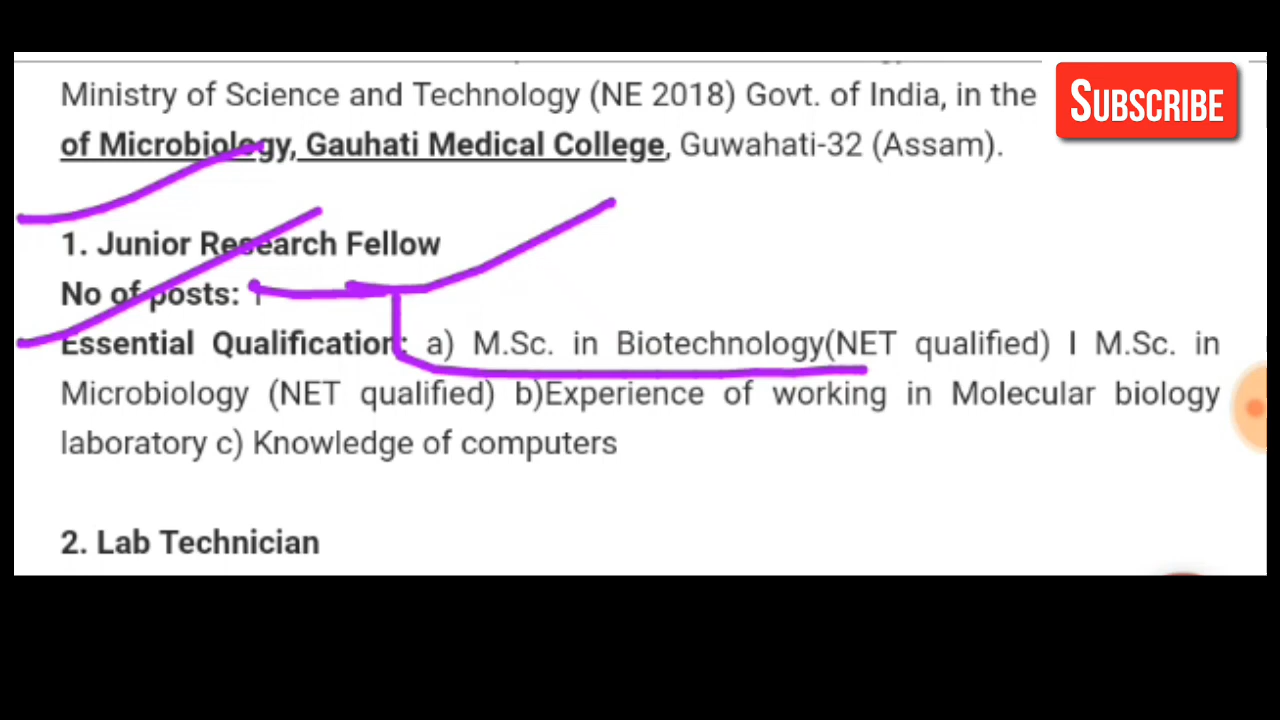 Ministry of Science and Technology (NE 2018) Govt. of India, in the
SUBSCRIBE
of Microbiology, Gauhati Medical College, Guwahati-32 (Assam).
1. Junior Research Fellow
No of posts: 1
Essential Qualification: a) M.Sc. in Biotechnology(NET qualified) I M.Sc. in
Microbiology (NET qualified) b)Experience of working in Molecular biology
laboratory c) Knowledge of computers
2. Lab Technician